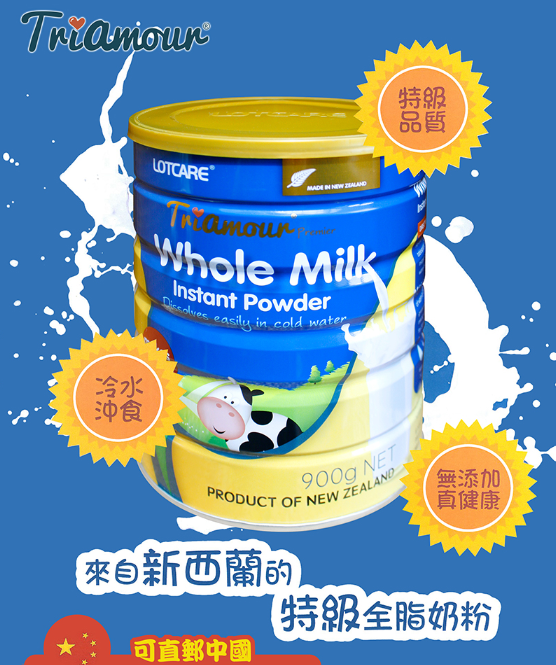 TriAmour®
特級
品質
LOTCARE®
MADE IN NEW ZEALAND
Triamour
Whole Milk
Instant Powder
Dissolves easily in cold water
冷水
沖食
900g NET
PRODUCT OF NEW ZEALAND
無添加
真健康
來自新西蘭的
特級全脂奶粉
可直郵中國